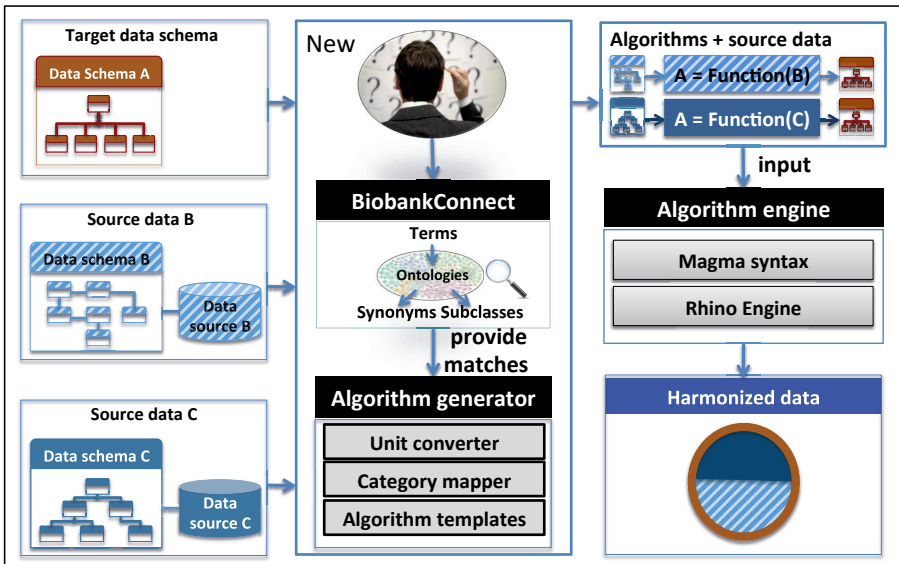 Target data schema
Data Schema A
Source data B
Data schema B
Data
source B
Source data C
Data schema C
Data
source C
New
? ? ? ? ? ?
BiobankConnect
Terms
Ontologies
Synonyms Subclasses
provide
matches
Algorithm generator
Unit converter
Category mapper
Algorithm templates
Algorithms + source data
A = Function(B)
A = Function(C)
input
Algorithm engine
Magma syntax
Rhino Engine
Harmonized data